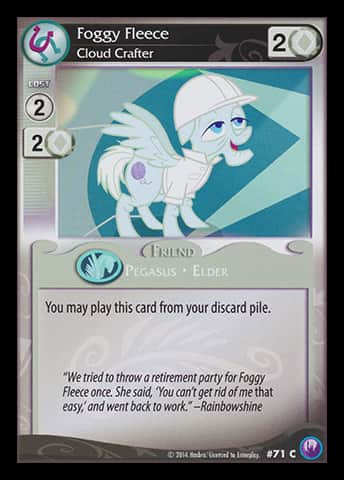 Foggy Fleece
Cloud Crafter
2
COST
2
2
FRIEND
PEGASUS • ELDER
You may play this card from your discard pile.
“We tried to throw a retirement party for Foggy
Fleece once. She said, ‘You can’t get rid of me that
easy,’ and went back to work.” –Rainbowshine
© 2014 Hasbro. Licensed to Enterplay.
#71 C